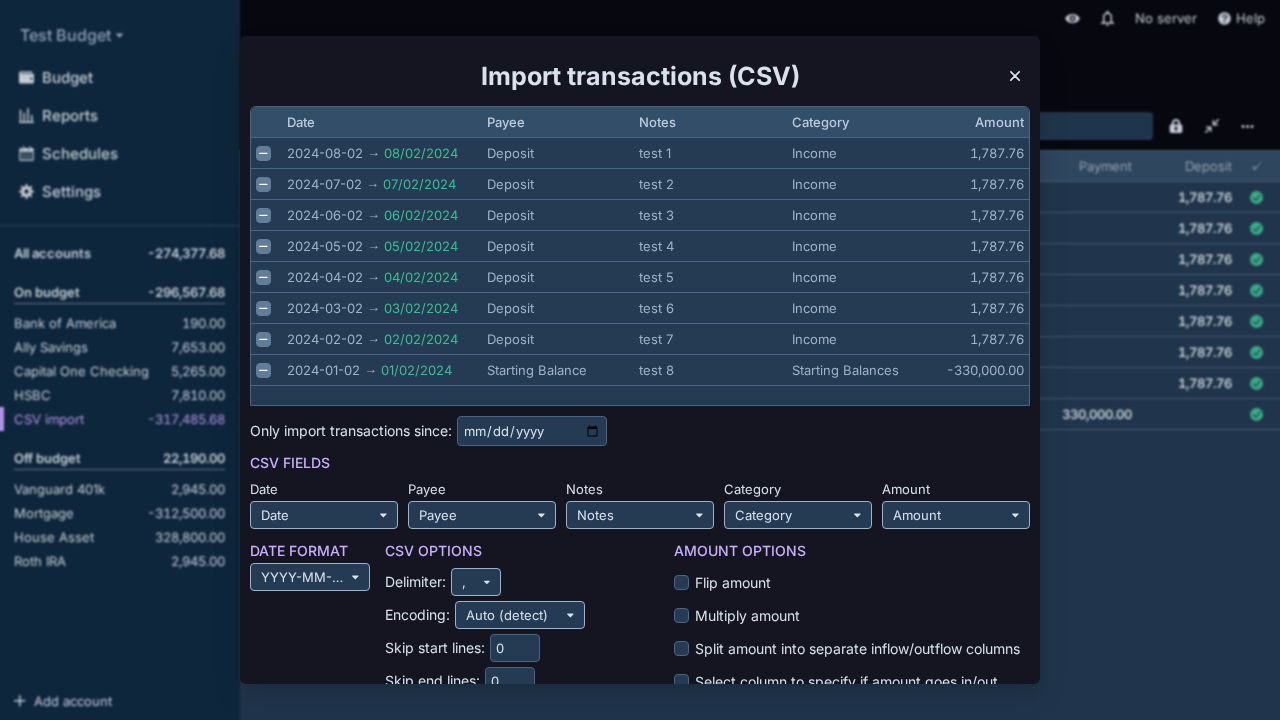 Test Budget
No server
Help
Budget
Reports
Schedules
Settings
All accounts -274,377.68
On budget -296,567.68
Bank of America 190.00
Ally Savings 7,653.00
Capital One Checking 5,265.00
HSBC 7,810.00
CSV import -317,485.68
Off budget 22,190.00
Vanguard 401k 2,945.00
Mortgage -312,500.00
House Asset 328,800.00
Roth IRA 2,945.00
Add account
Import transactions (CSV)
Date Payee Notes Category Amount
2024-08-02 → 08/02/2024 Deposit test 1 Income 1,787.76
2024-07-02 → 07/02/2024 Deposit test 2 Income 1,787.76
2024-06-02 → 06/02/2024 Deposit test 3 Income 1,787.76
2024-05-02 → 05/02/2024 Deposit test 4 Income 1,787.76
2024-04-02 → 04/02/2024 Deposit test 5 Income 1,787.76
2024-03-02 → 03/02/2024 Deposit test 6 Income 1,787.76
2024-02-02 → 02/02/2024 Deposit test 7 Income 1,787.76
2024-01-02 → 01/02/2024 Starting Balance test 8 Starting Balances -330,000.00
Only import transactions since: mm/dd/yyyy
CSV FIELDS
Date Payee Notes Category Amount
Date Payee Notes Category Amount
DATE FORMAT CSV OPTIONS AMOUNT OPTIONS
YYYY-MM-...
Delimiter: ,
Encoding: Auto (detect)
Skip start lines: 0
Skip end lines: 0
Flip amount
Multiply amount
Split amount into separate inflow/outflow columns
Select column to specify if amount goes in/out
Payment Deposit
1,787.76
1,787.76
1,787.76
1,787.76
1,787.76
1,787.76
1,787.76
330,000.00